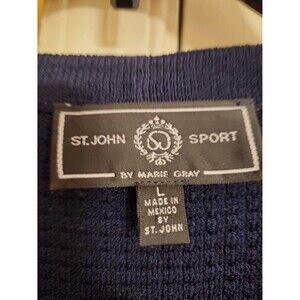 ST. JOHN SPORT
BY MARIE GRAY
L
MADE IN
MEXICO
BY
ST. JOHN